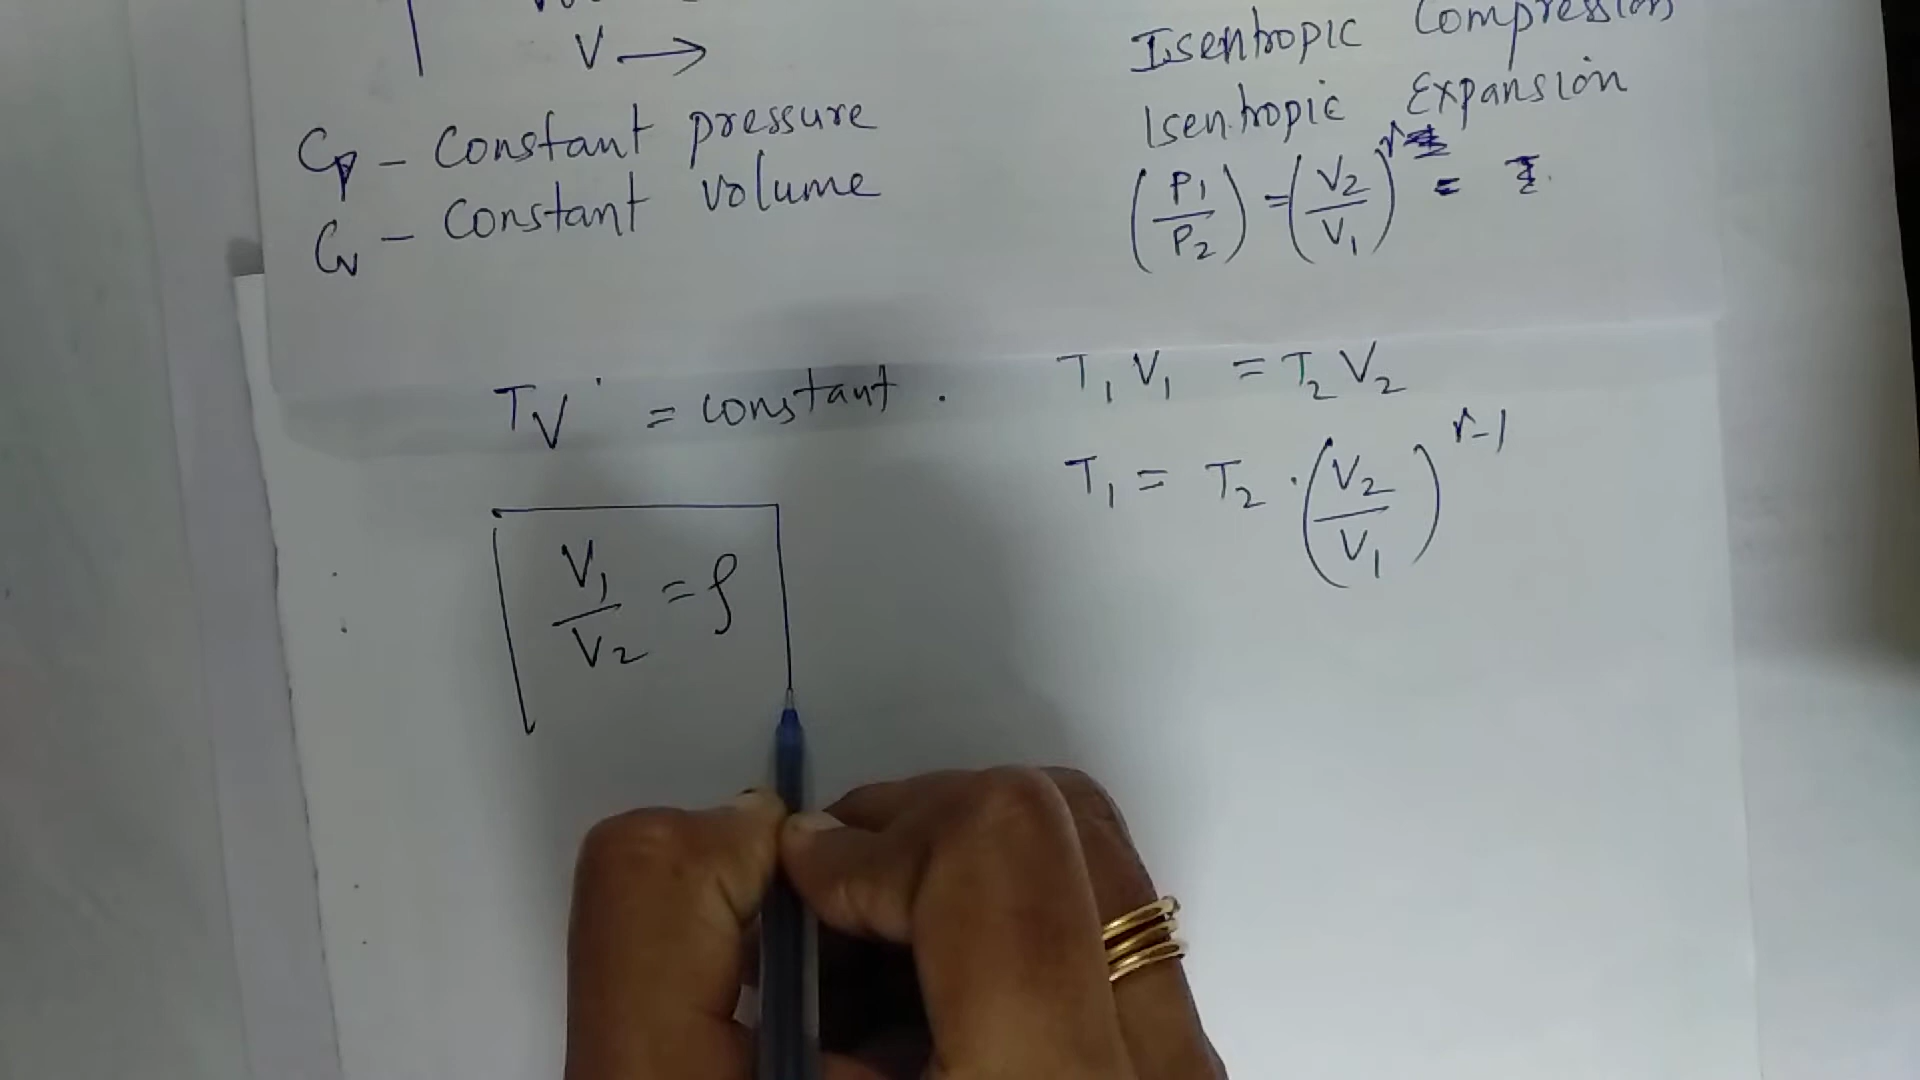 V →
Cp - Constant pressure
Cv - Constant volume
Isentropic Compression
Isentropic Expansion
(P1/P2) = (V2/V1)^r =
TV = constant.
V1/V2 = ρ
T1 V1 = T2 V2
T1 = T2 . (V2/V1)^r-1